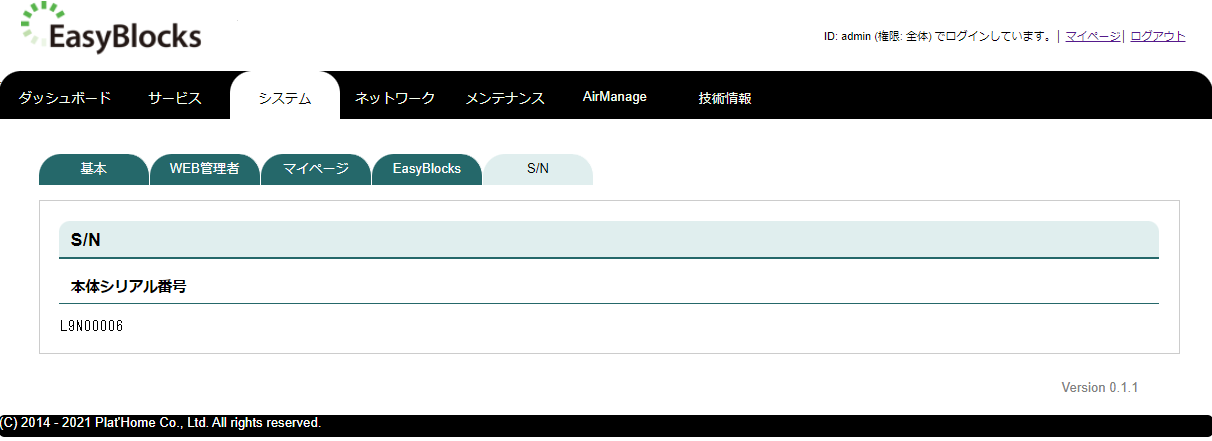 EasyBlocks
ID: admin (権限: 全体) でログインしています。| マイページ| ログアウト
ダッシュボード サービス システム ネットワーク メンテナンス AirManage 技術情報
基本 WEB管理者 マイページ EasyBlocks S/N
S/N
本体シリアル番号
L9N00006
Version 0.1.1
(C) 2014 - 2021 Plat'Home Co., Ltd. All rights reserved.